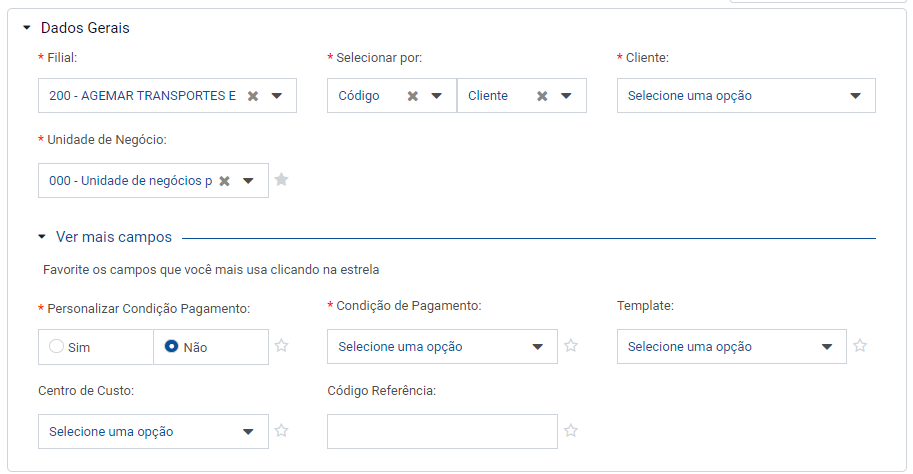 Dados Gerais
* Filial:
* Selecionar por:
* Cliente:
200 - AGEMAR TRANSPORTES E
Código
Cliente
Selecione uma opção
* Unidade de Negócio:
000 - Unidade de negócios p
Ver mais campos
Favorite os campos que você mais usa clicando na estrela
* Personalizar Condição Pagamento:
* Condição de Pagamento:
Template:
Sim
Não
Selecione uma opção
Selecione uma opção
Centro de Custo:
Código Referência:
Selecione uma opção